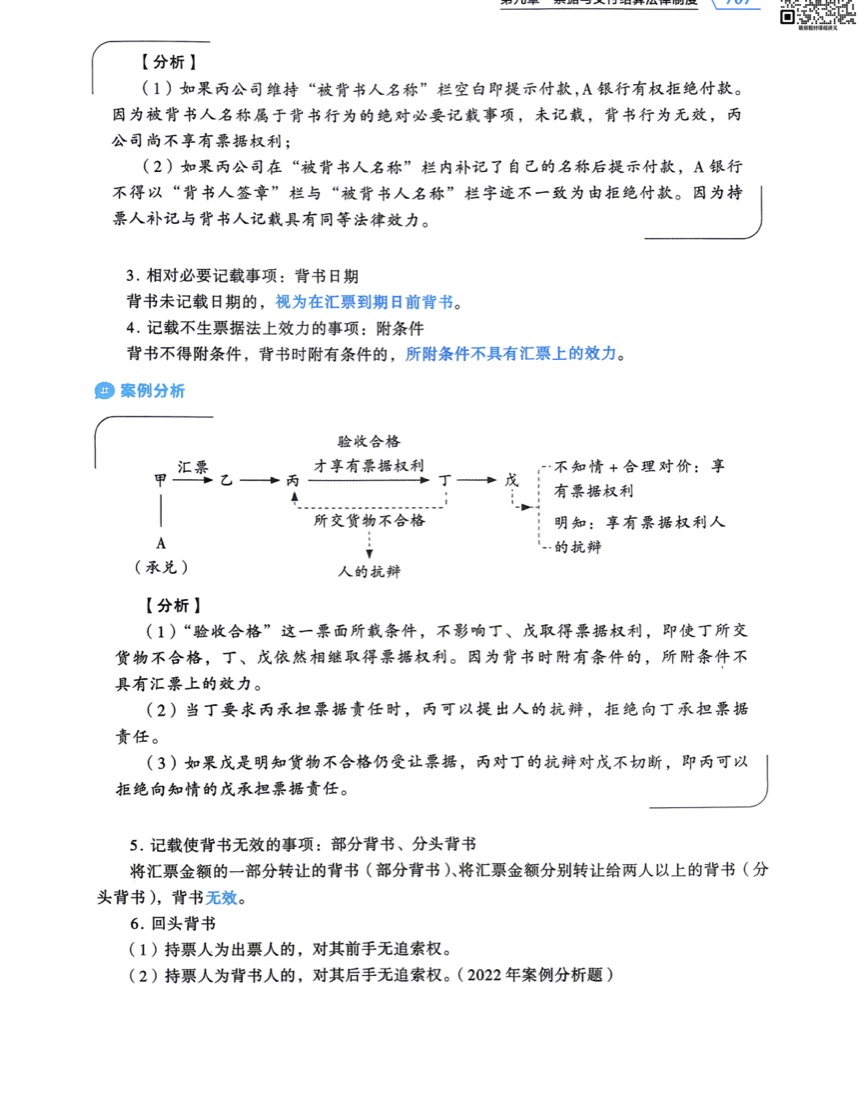 第九章 票据与支付结算法律制度 707
【分析】
（1）如果丙公司维持“被背书人名称”栏空白即提示付款，A 银行有权拒绝付款。
因为被背书人名称属于背书行为的绝对必要记载事项，未记载，背书行为无效，丙
公司尚不享有票据权利；
（2）如果丙公司在“被背书人名称”栏内补记了自己的名称后提示付款，A 银行
不得以“背书人签章”栏与“被背书人名称”栏字迹不一致为由拒绝付款。因为持
票人补记与背书人记载具有同等法律效力。
3. 相对必要记载事项：背书日期
背书未记载日期的，视为在汇票到期日前背书。
4. 记载不生票据法上效力的事项：附条件
背书不得附条件，背书时附有条件的，所附条件不具有汇票上的效力。
# 案例分析
验收合格
才享有票据权利
汇票
甲 乙 丙 丁 戊
不知情 + 合理对价：享
有票据权利
明知：享有票据权利人
的抗辩
所交货物不合格
人的抗辩
A
（承兑）
【分析】
（1）“验收合格”这一票面所载条件，不影响丁、戊取得票据权利，即使丁所交
货物不合格，丁、戊依然相继取得票据权利。因为背书时附有条件的，所附条件不
具有汇票上的效力。
（2）当丁要求丙承担票据责任时，丙可以提出人的抗辩，拒绝向丁承担票据
责任。
（3）如果戊是明知货物不合格仍受让票据，丙对丁的抗辩对戊不切断，即丙可以
拒绝向知情的戊承担票据责任。
5. 记载使背书无效的事项：部分背书、分头背书
将汇票金额的一部分转让的背书（部分背书）、将汇票金额分别转让给两人以上的背书（分
头背书），背书无效。
6. 回头背书
（1）持票人为出票人的，对其前手无追索权。
（2）持票人为背书人的，对其后手无追索权。（2022 年案例分析题）